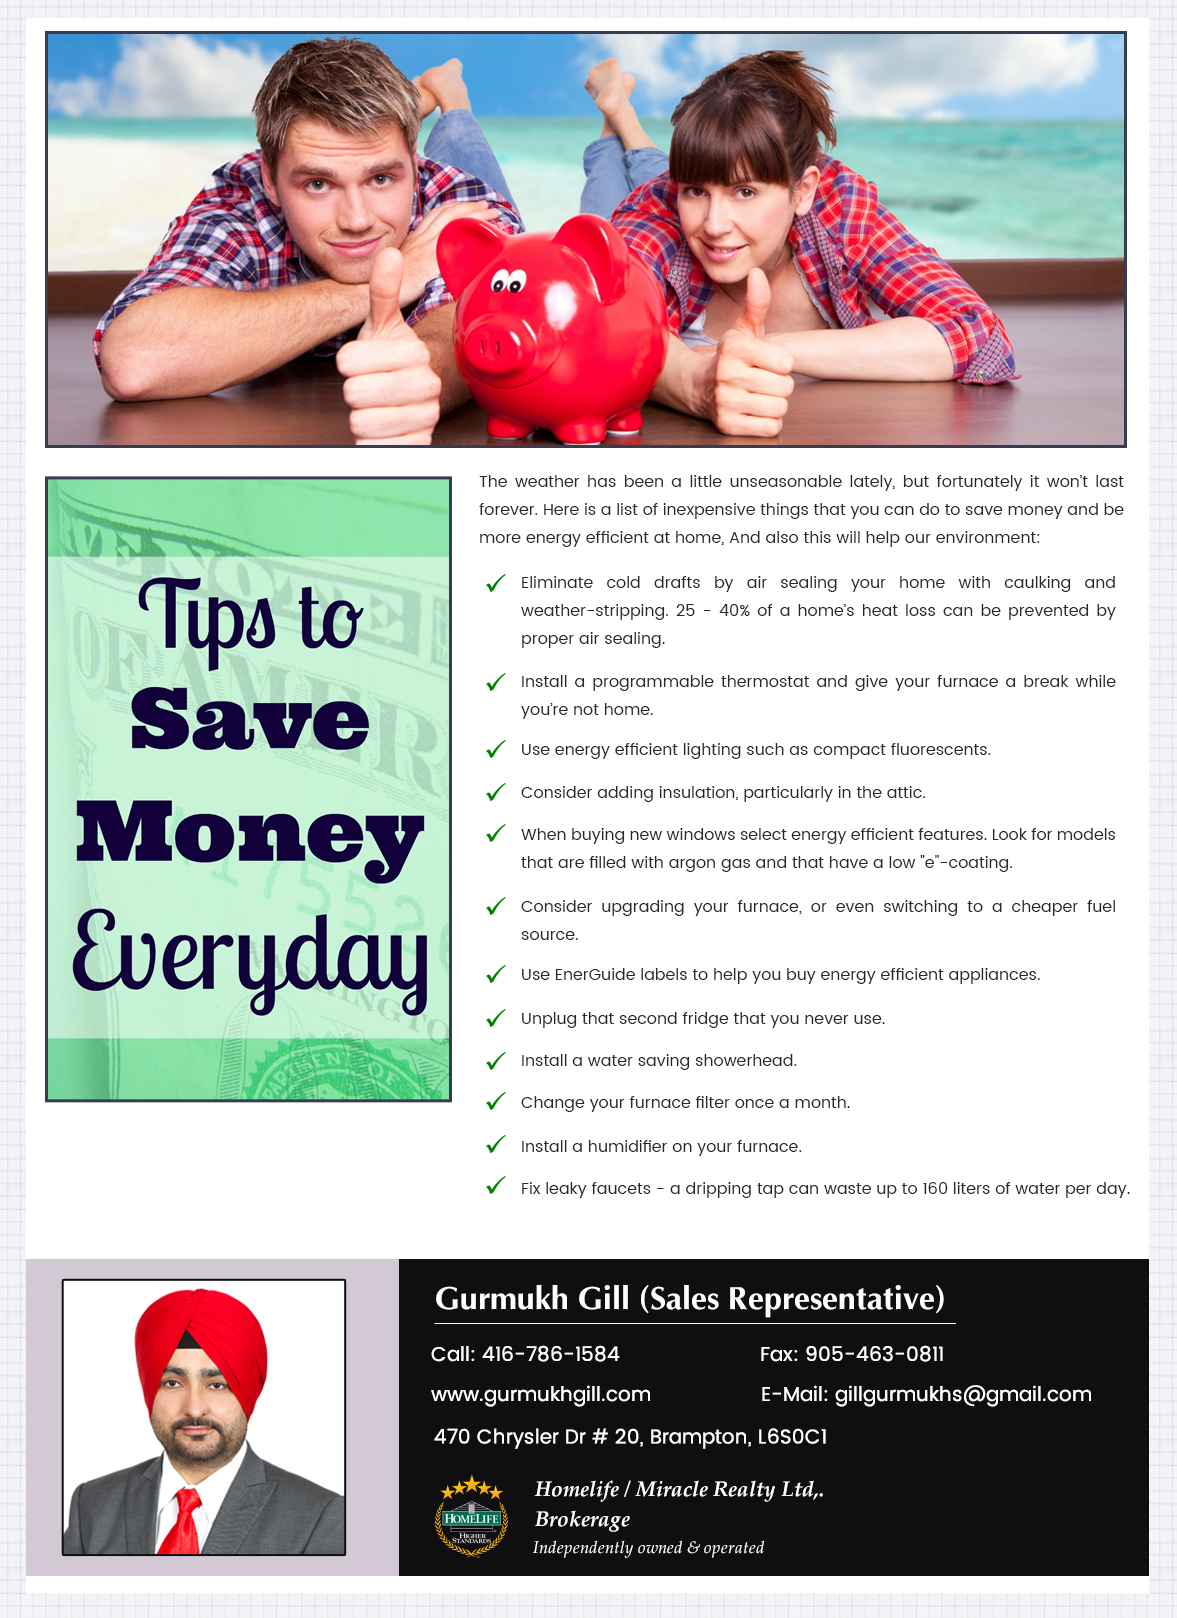 The weather has been a little unseasonable lately, but fortunately it won't last
forever. Here is a list of inexpensive things that you can do to save money and be
more energy efficient at home, And also this will help our environment:
Tips to
Save
Money
Everyday
Eliminate cold drafts by air sealing your home with caulking and
weather-stripping. 25 - 40% of a home's heat loss can be prevented by
proper air sealing.
Install a programmable thermostat and give your furnace a break while
you're not home.
Use energy efficient lighting such as compact fluorescents.
Consider adding insulation, particularly in the attic.
When buying new windows select energy efficient features. Look for models
that are filled with argon gas and that have a low "e"-coating.
Consider upgrading your furnace, or even switching to a cheaper fuel
source.
Use EnerGuide labels to help you buy energy efficient appliances.
Unplug that second fridge that you never use.
Install a water saving showerhead.
Change your furnace filter once a month.
Install a humidifier on your furnace.
Fix leaky faucets - a dripping tap can waste up to 160 liters of water per day.
Gurmukh Gill (Sales Representative)
Call: 416-786-1584
Fax: 905-463-0811
www.gurmukhgill.com
E-Mail: gillgurmukhs@gmail.com
470 Chrysler Dr # 20, Brampton, L6S0C1
HOMELIFE
HIGHER
STANDARDS
Homelife / Miracle Realty Ltd,.
Brokerage
Independently owned & operated